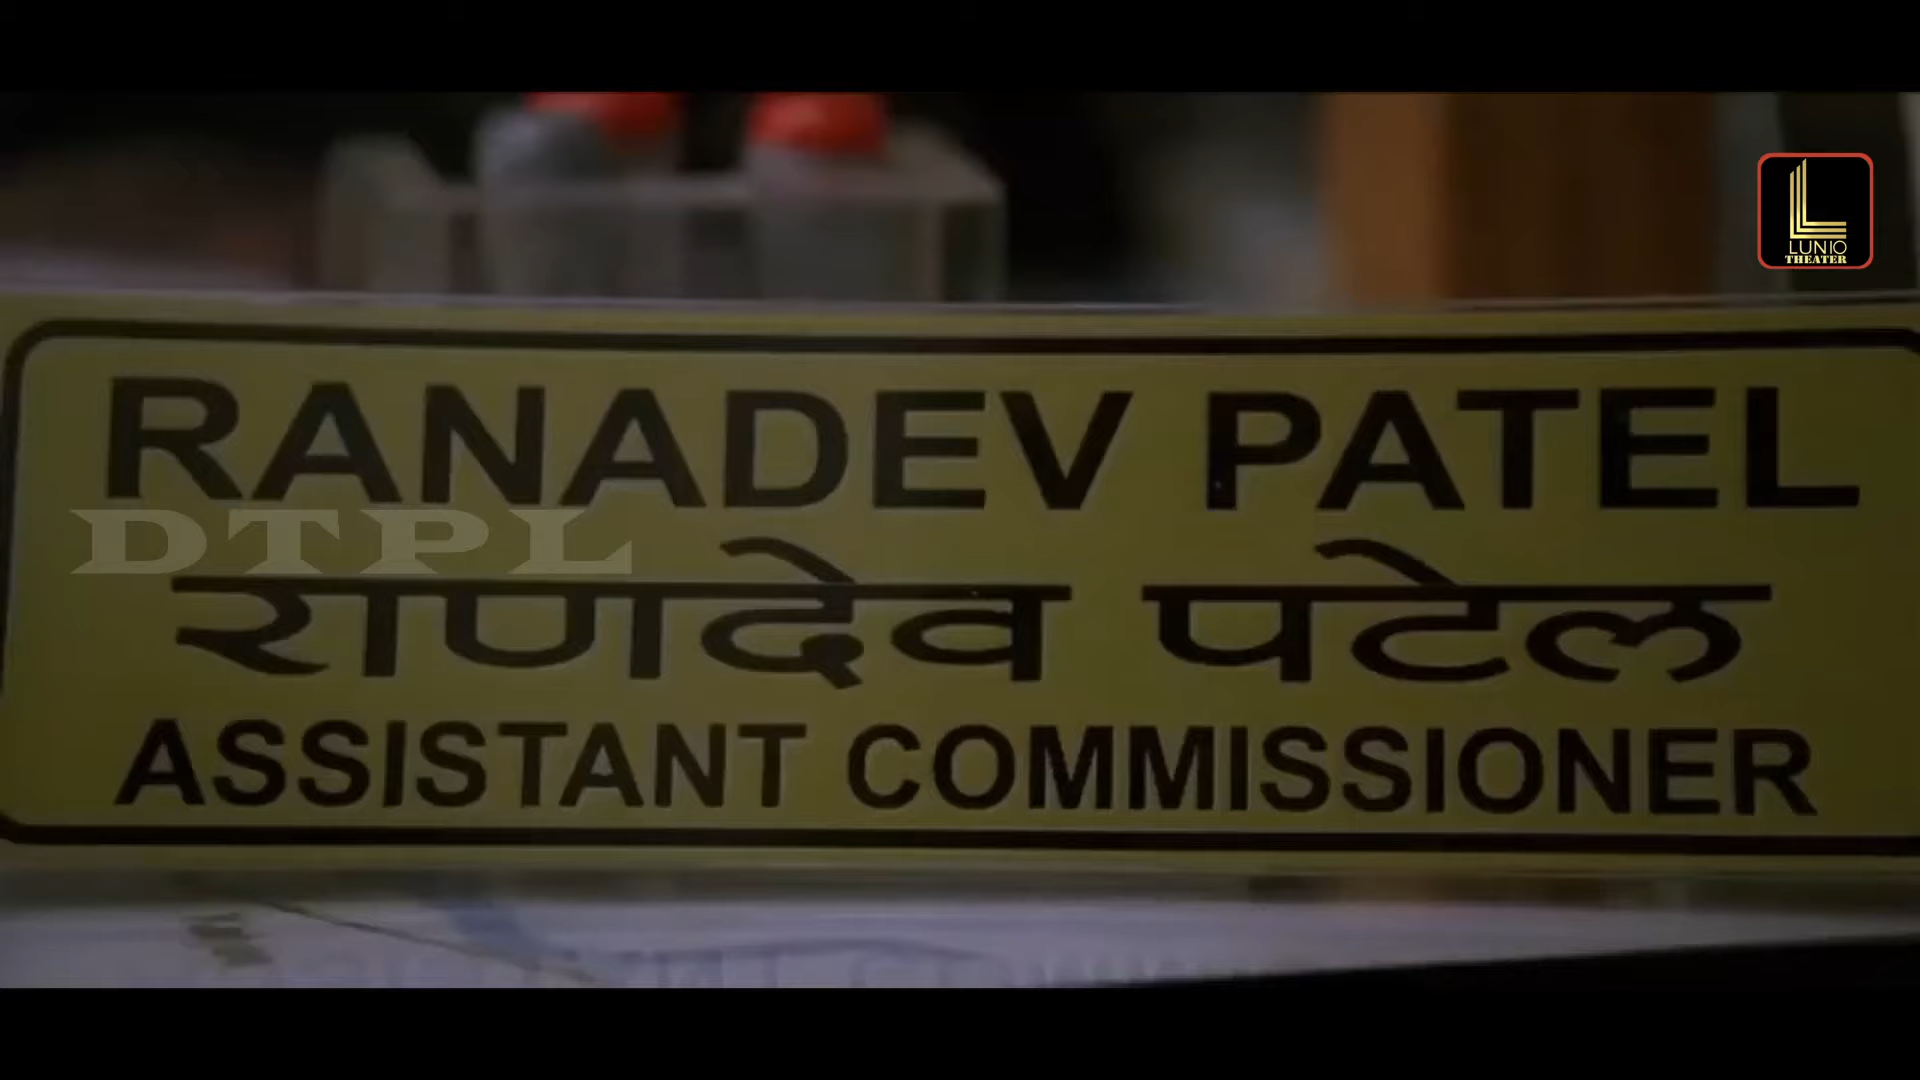 LUNIO
THEATER
RANADEV PATEL
DTPL
राणदेव पटेल
ASSISTANT COMMISSIONER